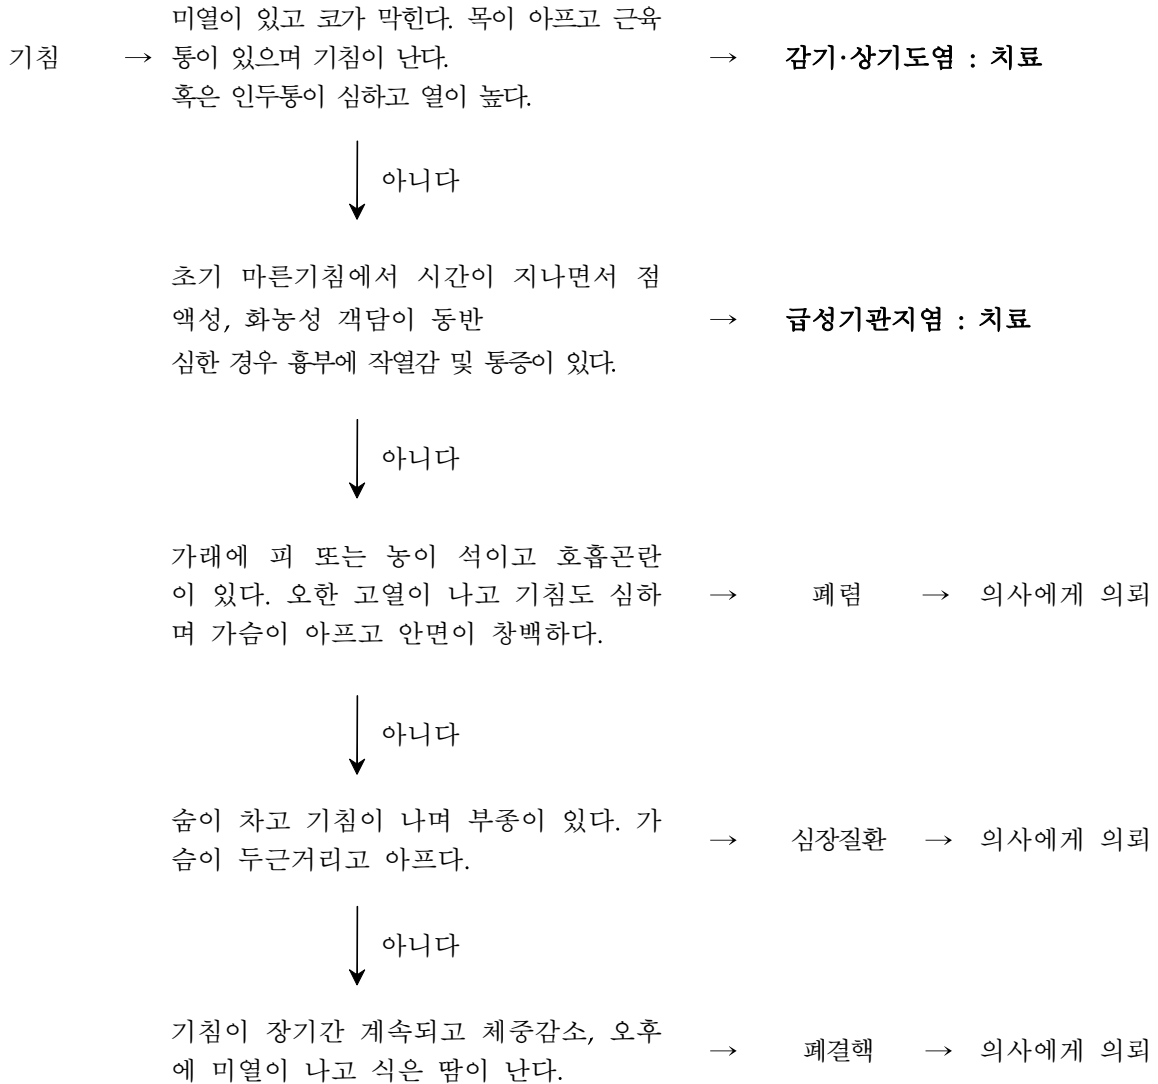 미열이 있고 코가 막힌다. 목이 아프고 근육
기침 → 통이 있으며 기침이 난다. → 감기·상기도염 : 치료
혹은 인두통이 심하고 열이 높다.
아니다
초기 마른기침에서 시간이 지나면서 점
액성, 화농성 객담이 동반 → 급성기관지염 : 치료
심한 경우 흉부에 작열감 및 통증이 있다.
아니다
가래에 피 또는 농이 석이고 호흡곤란
이 있다. 오한 고열이 나고 기침도 심하 → 폐렴 → 의사에게 의뢰
며 가슴이 아프고 안면이 창백하다.
아니다
숨이 차고 기침이 나며 부종이 있다. 가
슴이 두근거리고 아프다. → 심장질환 → 의사에게 의뢰
아니다
기침이 장기간 계속되고 체중감소, 오후
에 미열이 나고 식은 땀이 난다. → 폐결핵 → 의사에게 의뢰